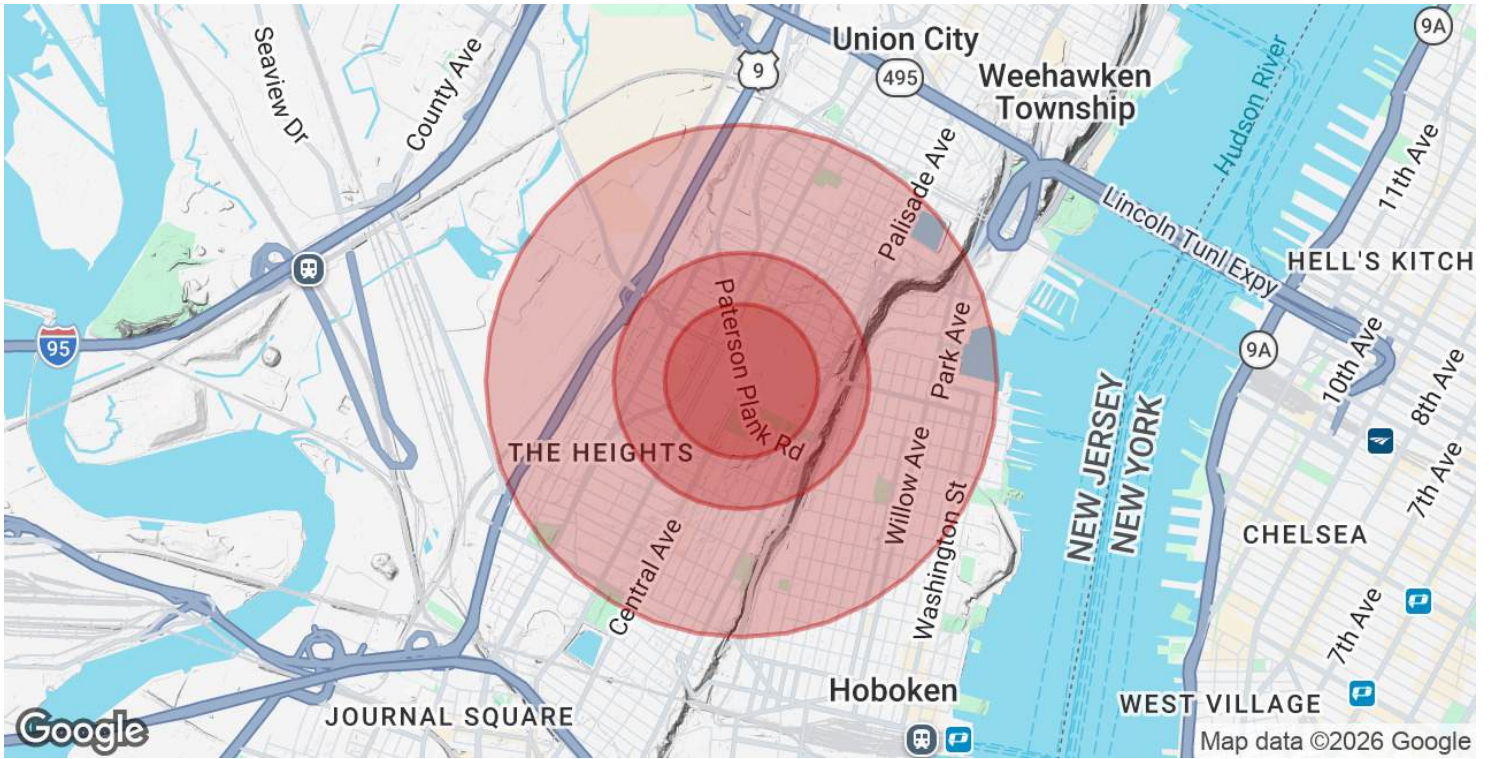 Seaview Dr
County Ave
9
Union City
495
Weehawken
Township
Hudson River
9A
11th Ave
Palisade Ave
Lincoln Tunl Expy
HELL'S KITCH
95
Paterson Plank Rd
Park Ave
9A
10th Ave
8th Ave
THE HEIGHTS
Willow Ave
Washington St
NEW JERSEY
NEW YORK
7th Ave
CHELSEA
Central Ave
7th Ave
Hoboken
WEST VILLAGE
JOURNAL SQUARE
Google
Map data ©2026 Google